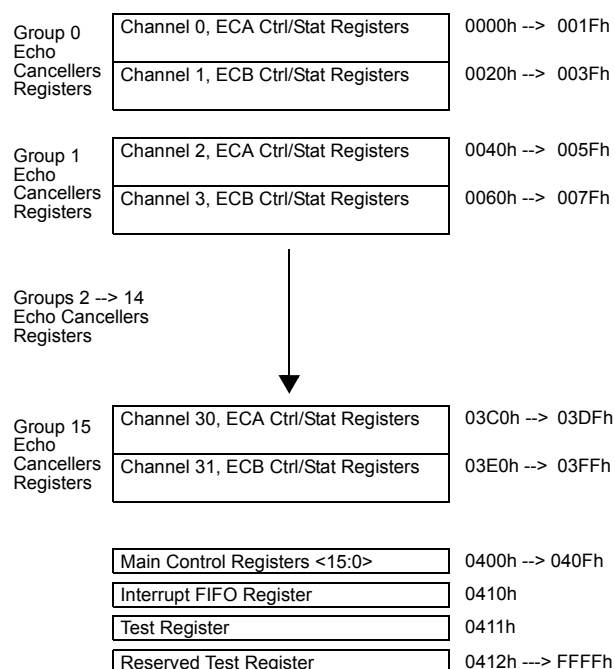 Group 0
Echo
Cancellers
Registers
Channel 0, ECA Ctrl/Stat Registers
0000h --> 001Fh
Channel 1, ECB Ctrl/Stat Registers
0020h --> 003Fh
Group 1
Echo
Cancellers
Registers
Channel 2, ECA Ctrl/Stat Registers
0040h --> 005Fh
Channel 3, ECB Ctrl/Stat Registers
0060h --> 007Fh
Groups 2 --> 14
Echo Cancellers
Registers
Group 15
Echo
Cancellers
Registers
Channel 30, ECA Ctrl/Stat Registers
03C0h --> 03DFh
Channel 31, ECB Ctrl/Stat Registers
03E0h --> 03FFh
Main Control Registers <15:0>
0400h --> 040Fh
Interrupt FIFO Register
0410h
Test Register
0411h
Reserved Test Register
0412h ---> FFFFh